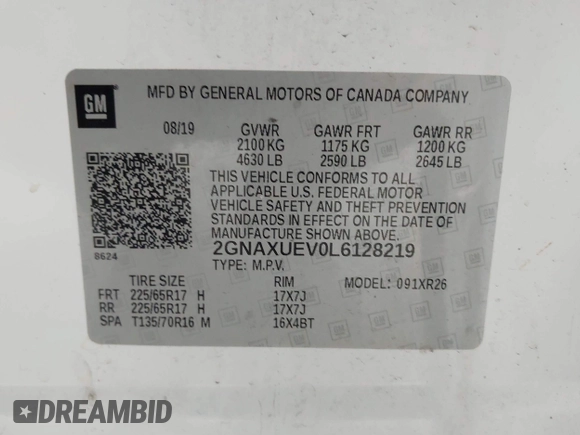 GM
MFD BY GENERAL MOTORS OF CANADA COMPANY
08/19 GVWR GAWR FRT GAWR RR
2100 KG 1175 KG 1200 KG
4630 LB 2590 LB 2645 LB
THIS VEHICLE CONFORMS TO ALL
APPLICABLE U.S. FEDERAL MOTOR
VEHICLE SAFETY AND THEFT PREVENTION
STANDARDS IN EFFECT ON THE DATE OF
MANUFACTURE SHOWN ABOVE.
8624
2GNAXUEV0L6128219
TYPE: M.P.V.
TIRE SIZE RIM MODEL: 091XR26
FRT 225/65R17 H 17X7J
RR 225/65R17 H 17X7J
SPA T135/70R16 M 16X4BT
DREAMBID